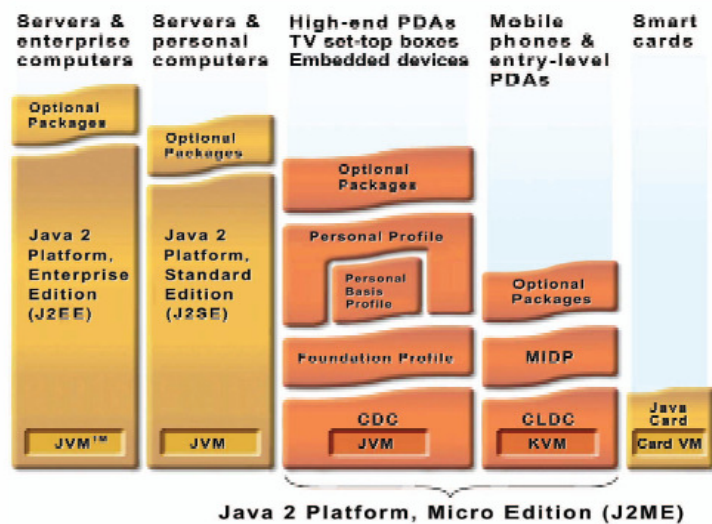 Servers &
enterprise
computers
Servers &
personal
computers
High-end PDAs
TV set-top boxes
Embedded devices
Mobile
phones &
entry-level
PDAs
Smart
cards
Optional
Packages
Java 2
Platform,
Enterprise
Edition
(J2EE)
JVM™
Optional
Packages
Java 2
Platform,
Standard
Edition
(J2SE)
JVM
Optional
Packages
Personal Profile
Personal
Basis
Profile
Foundation Profile
CDC
JVM
Optional
Packages
MIDP
CLDC
KVM
Java
Card
Card VM
Java 2 Platform, Micro Edition (J2ME)